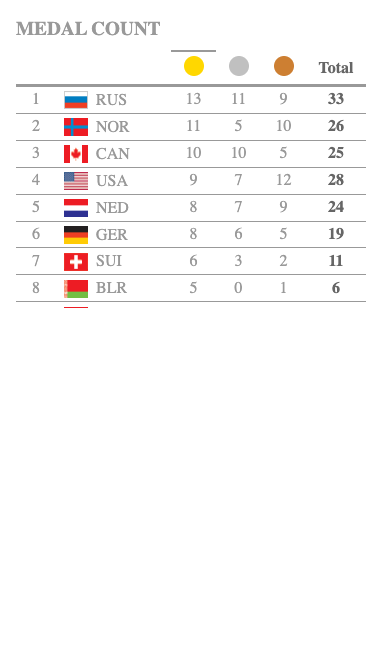 MEDAL COUNT
Total
1 RUS 13 11 9 33
2 NOR 11 5 10 26
3 CAN 10 10 5 25
4 USA 9 7 12 28
5 NED 8 7 9 24
6 GER 8 6 5 19
7 SUI 6 3 2 11
8 BLR 5 0 1 6